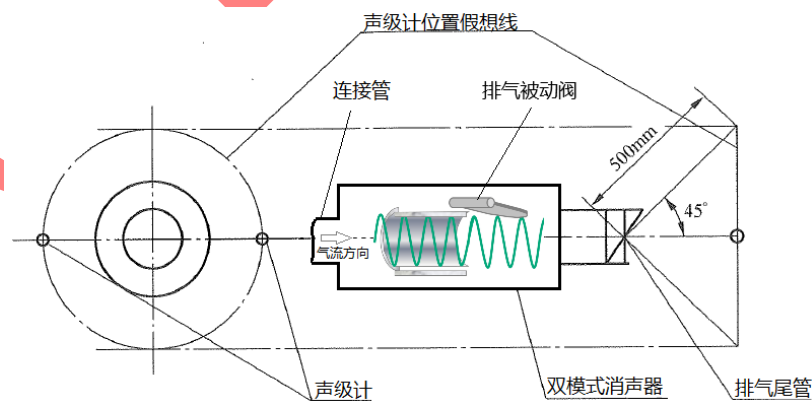 声级计位置假想线
连接管
排气被动阀
500mm
45°
气流方向
声级计
双模式消声器
排气尾管